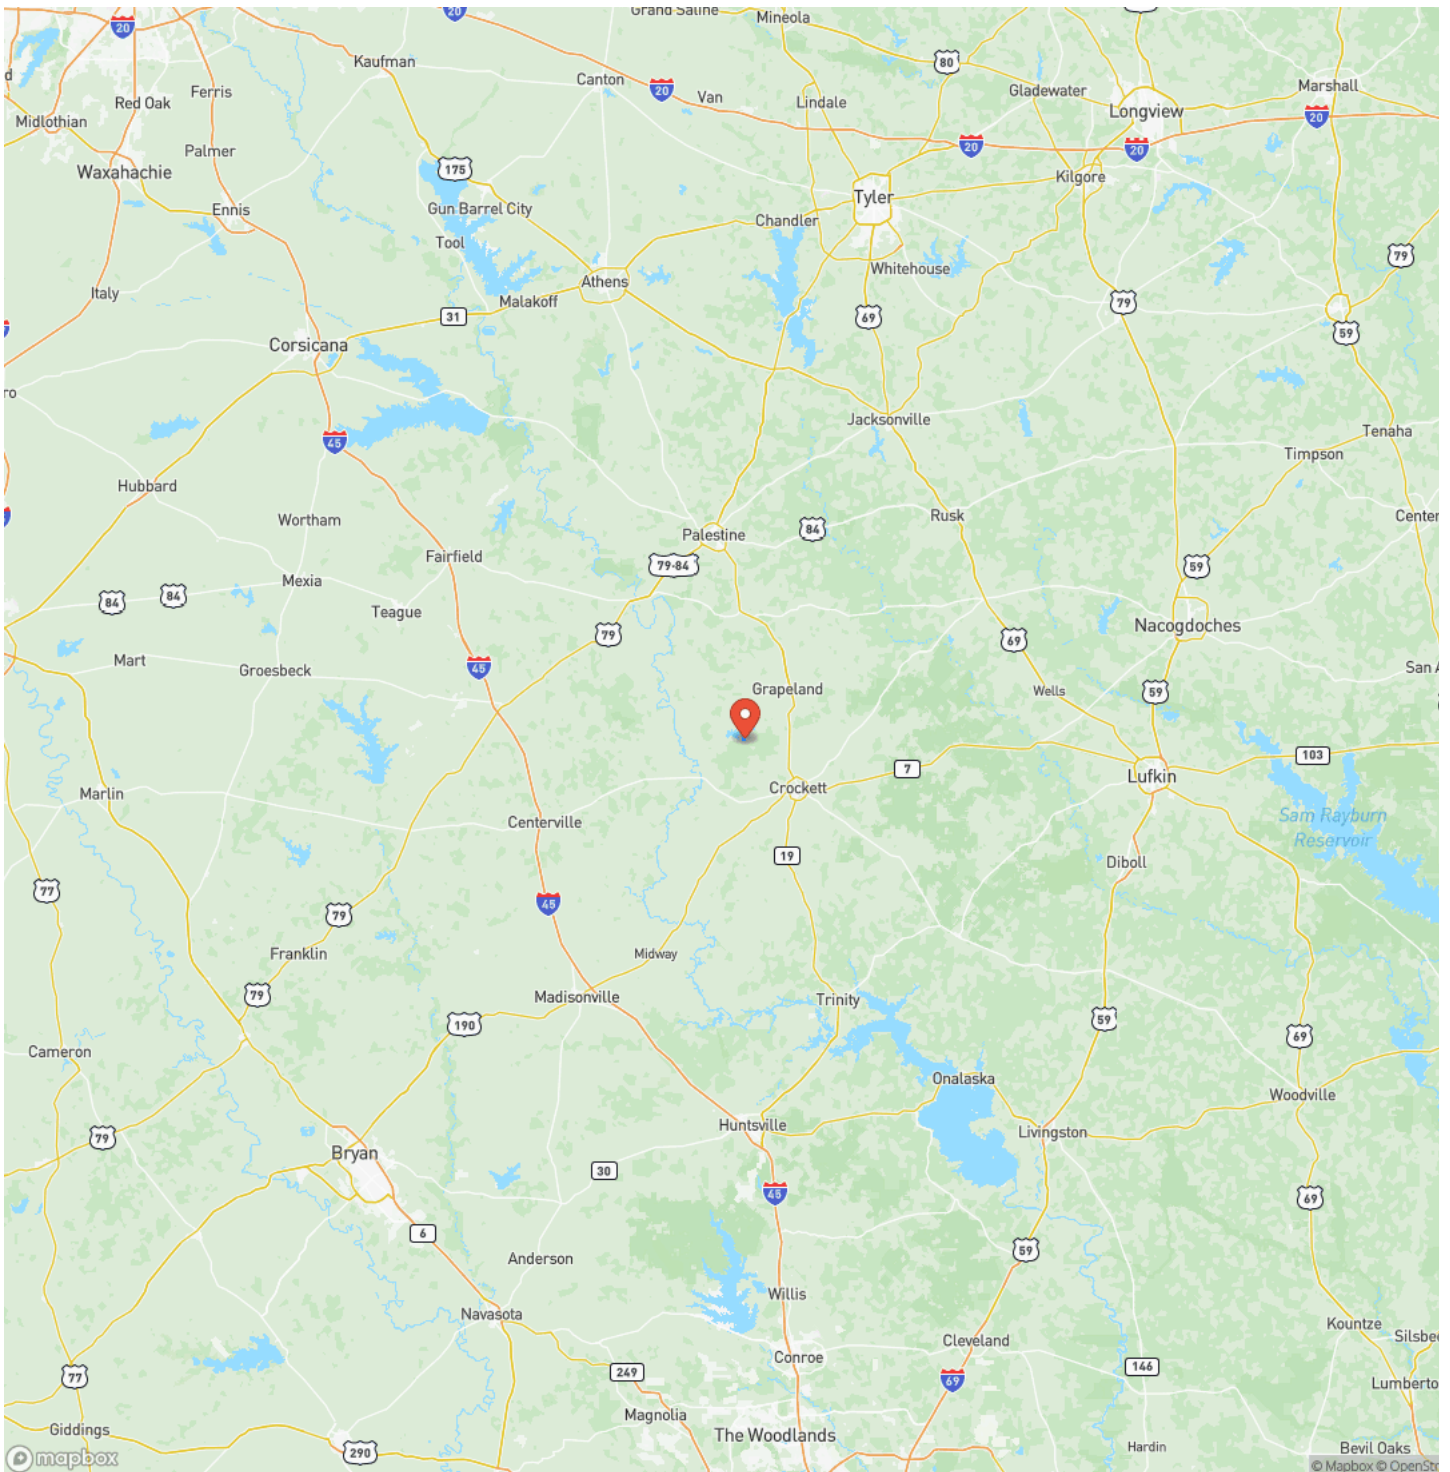 Grand Saline
Mineola
20
20
Kaufman
Canton
80
20
Van
Lindale
Gladewater
Marshall
d
Red Oak
Ferris
Midlothian
Longview
20
20
20
Palmer
Waxahachie
175
Kilgore
Tyler
Ennis
Gun Barrel City
Chandler
Tool
Whitehouse
79
Athens
Italy
Malakoff
79
31
69
59
Corsicana
ro
Jacksonville
Tenaha
45
Timpson
Hubbard
Wortham
Rusk
Center
Palestine
84
Fairfield
79-84
59
Mexia
84
84
Teague
Nacogdoches
79
69
Mart
Groesbeck
45
San A
Grapeland
Wells
59
103
7
Lufkin
Crockett
Marlin
Sam Rayburn
Reservoir
Centerville
19
Diboll
77
45
79
Franklin
Midway
79
Madisonville
Trinity
190
59
69
Cameron
Onalaska
Woodville
Huntsville
Livingston
79
Bryan
30
45
69
6
59
Anderson
Willis
Navasota
Kountze
Silsbee
Cleveland
Conroe
249
146
77
69
Lumberto
Magnolia
Giddings
The Woodlands
290
Hardin
Bevil Oaks
mapbox
© Mapbox © OpenStr